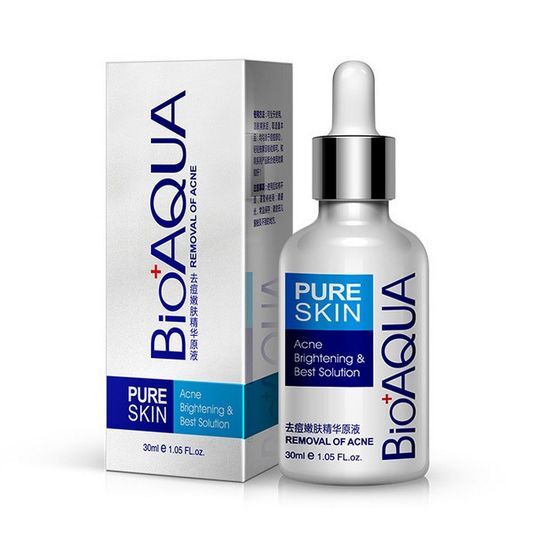 BIOAQUA
REMOVAL OF ACNE
去痘嫩肤精华原液
PURE
SKIN
Acne
Brightening &
Best Solution
30ml e 1.05 FL.oz.
PURE
SKIN
Acne
Brightening &
Best Solution
去痘嫩肤精华原液
REMOVAL OF ACNE
30ml e 1.05 FL.oz.
BIOAQUA